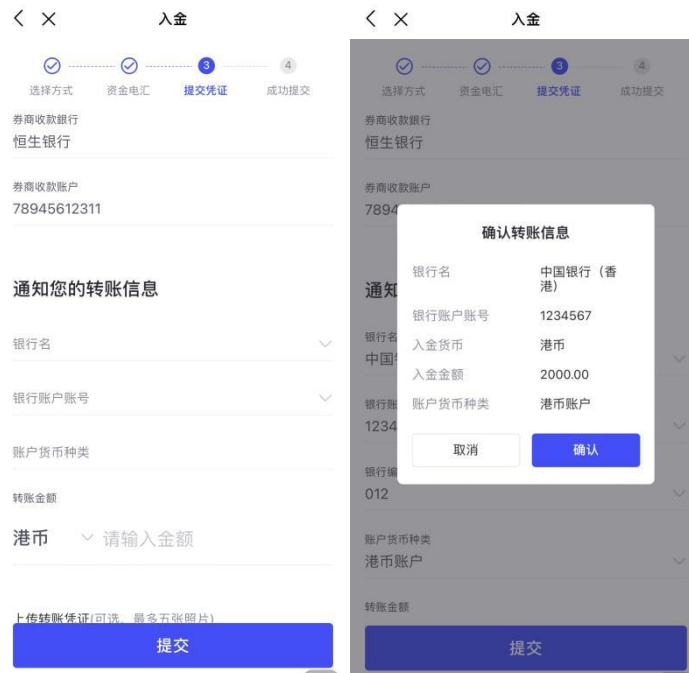 入金
3
4
选择方式
资金电汇
提交凭证
成功提交
券商收款銀行
恒生银行
券商收款账户
78945612311
通知您的转账信息
银行名
银行账户账号
账户货币种类
转账金额
港币
请输入金额
上传转账凭证(可选，最多五张照片)
提交
入金
3
4
选择方式
资金电汇
提交凭证
成功提交
券商收款銀行
恒生银行
券商收款账户
7894
确认转账信息
银行名
中国银行（香
港）
银行账户账号
1234567
入金货币
港币
入金金额
2000.00
账户货币种类
港币账户
取消
确认
通知
银行名
中国
银行账
1234
银行编
012
账户货币种类
港币账户
转账金额
提交